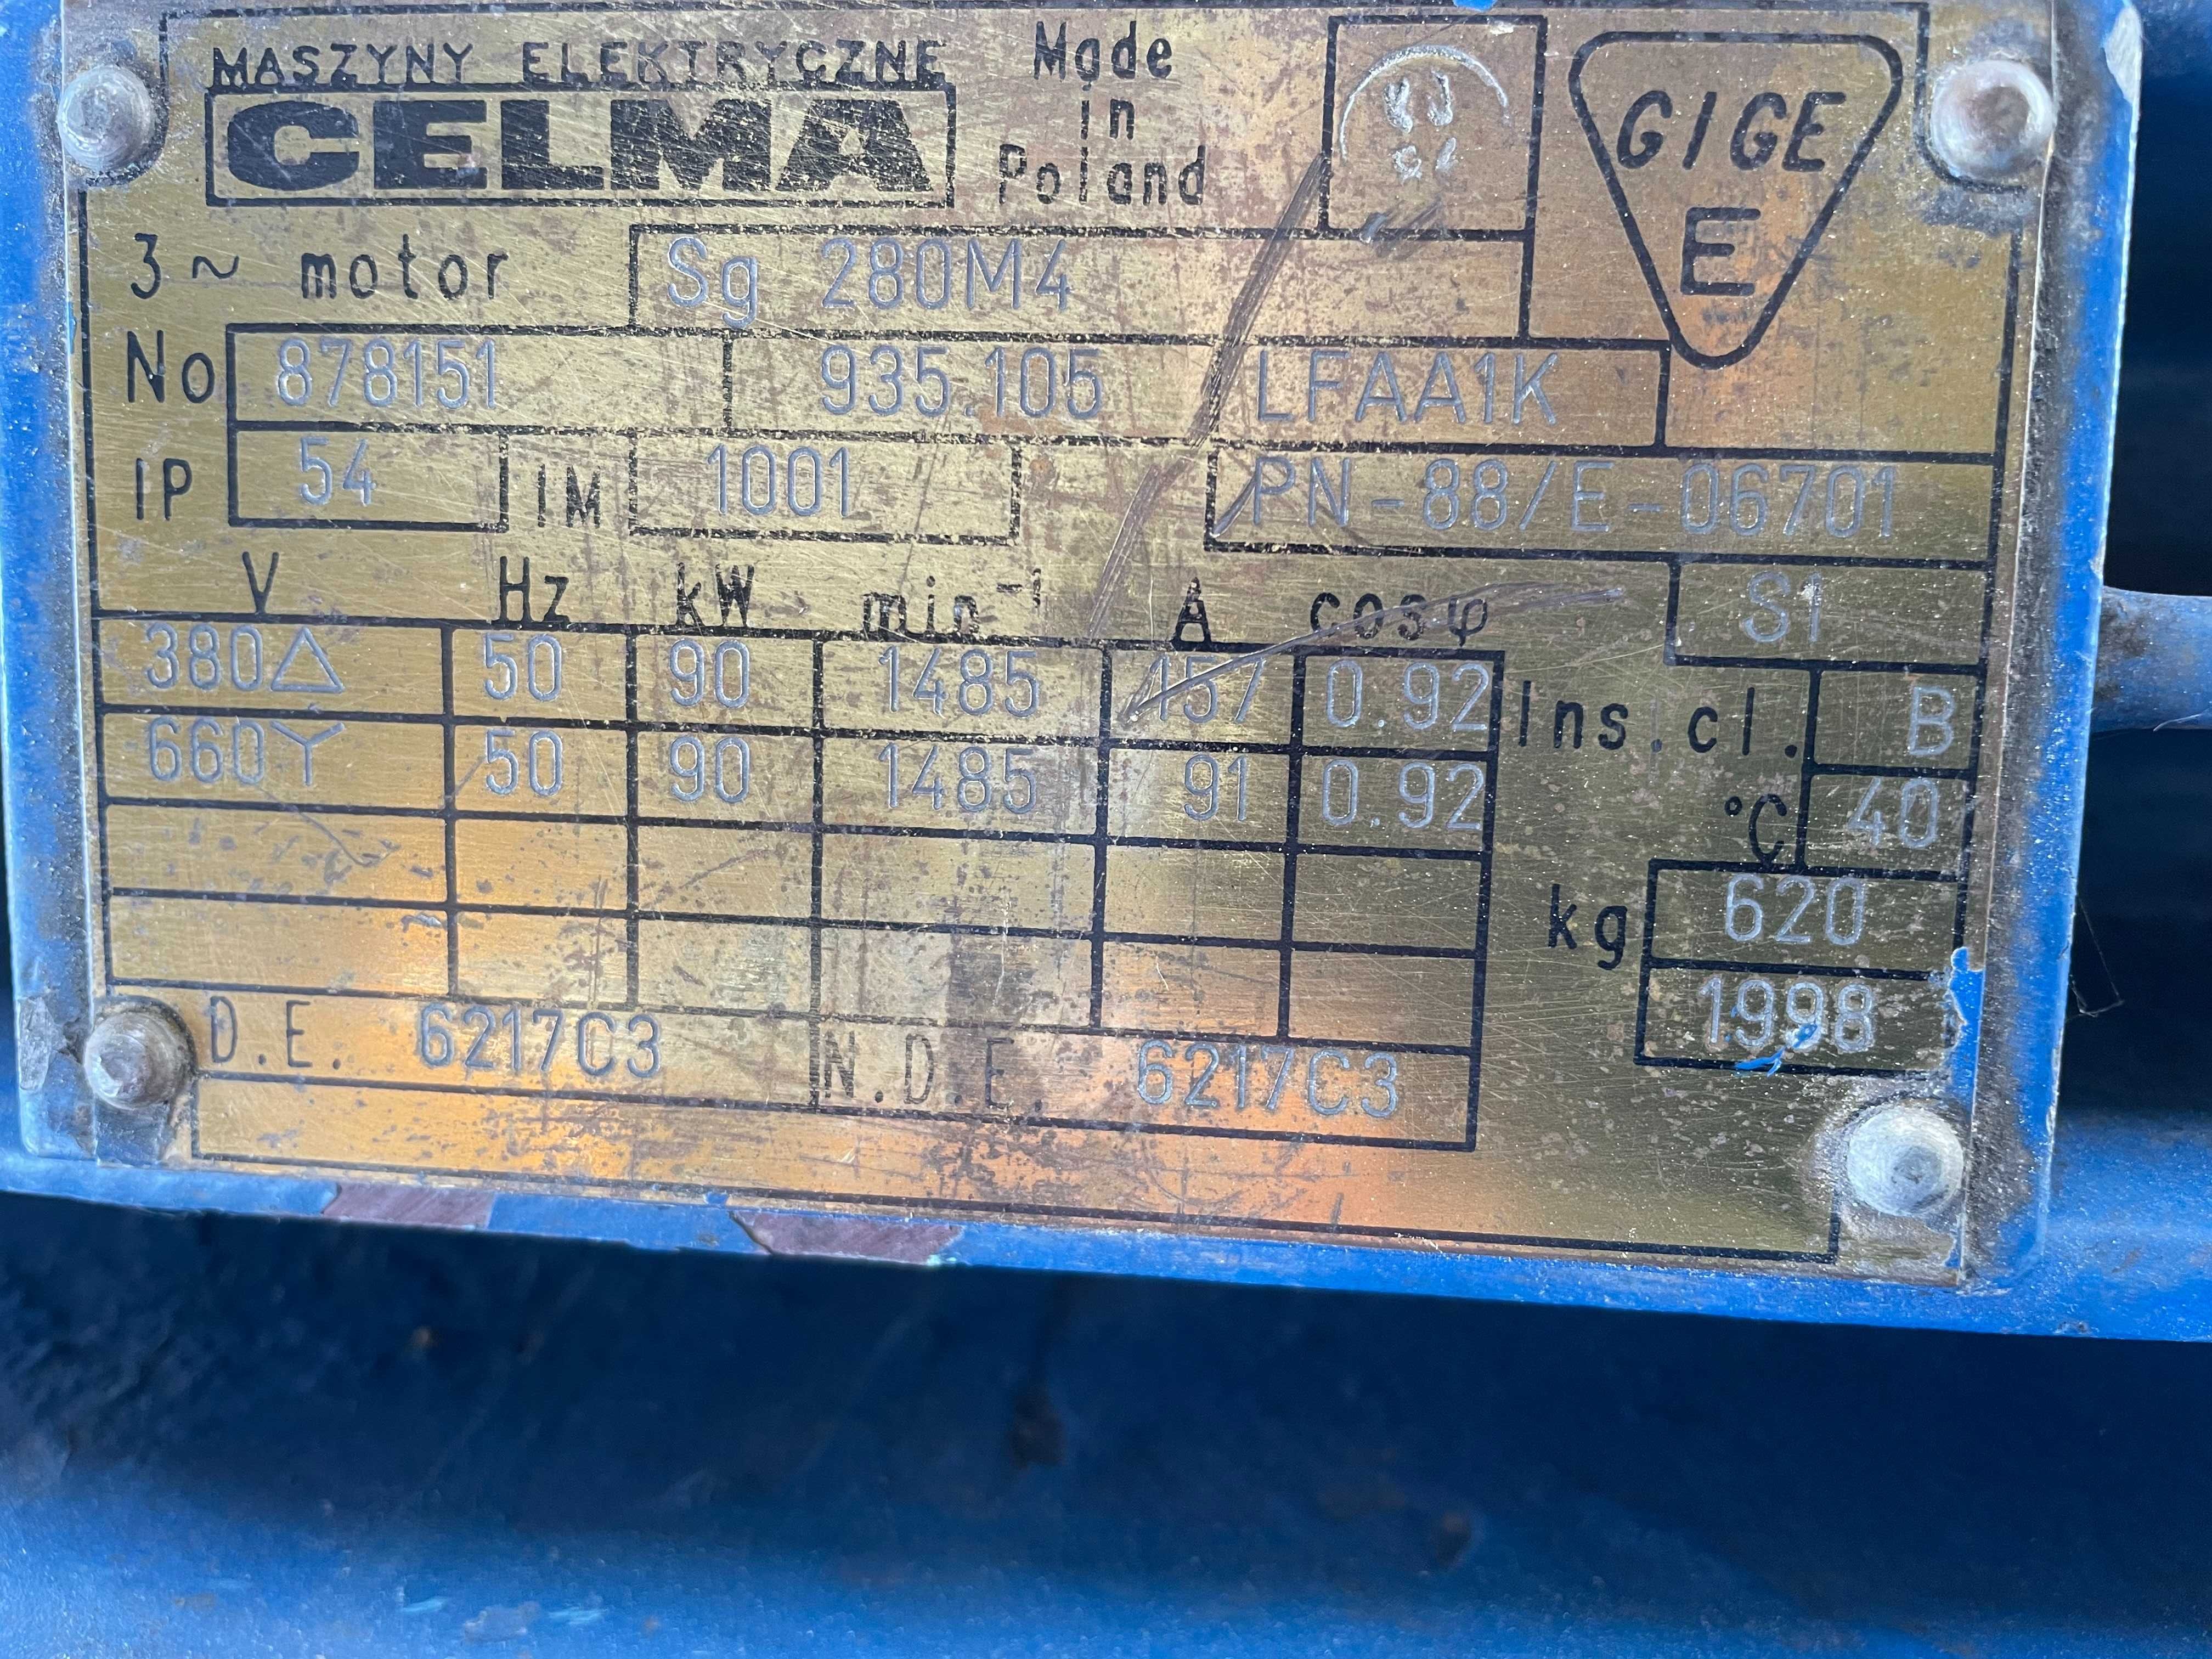 MASZYNY ELEKTRYCZNE
CELMA
Made
in
Poland
GIGE
E
3~ motor Sg 280M4
No 878151 935.105 LFAA1K
IP 54 IM 1001 PN-88/E-06701
V Hz kW min⁻¹ A cosφ S1
380Δ 50 90 1485 157 0.92 Ins.cl. B
660Y 50 90 1485 91 0.92 °C 40
kg 620
1998
D.E. 6217C3 N.D.E. 6217C3